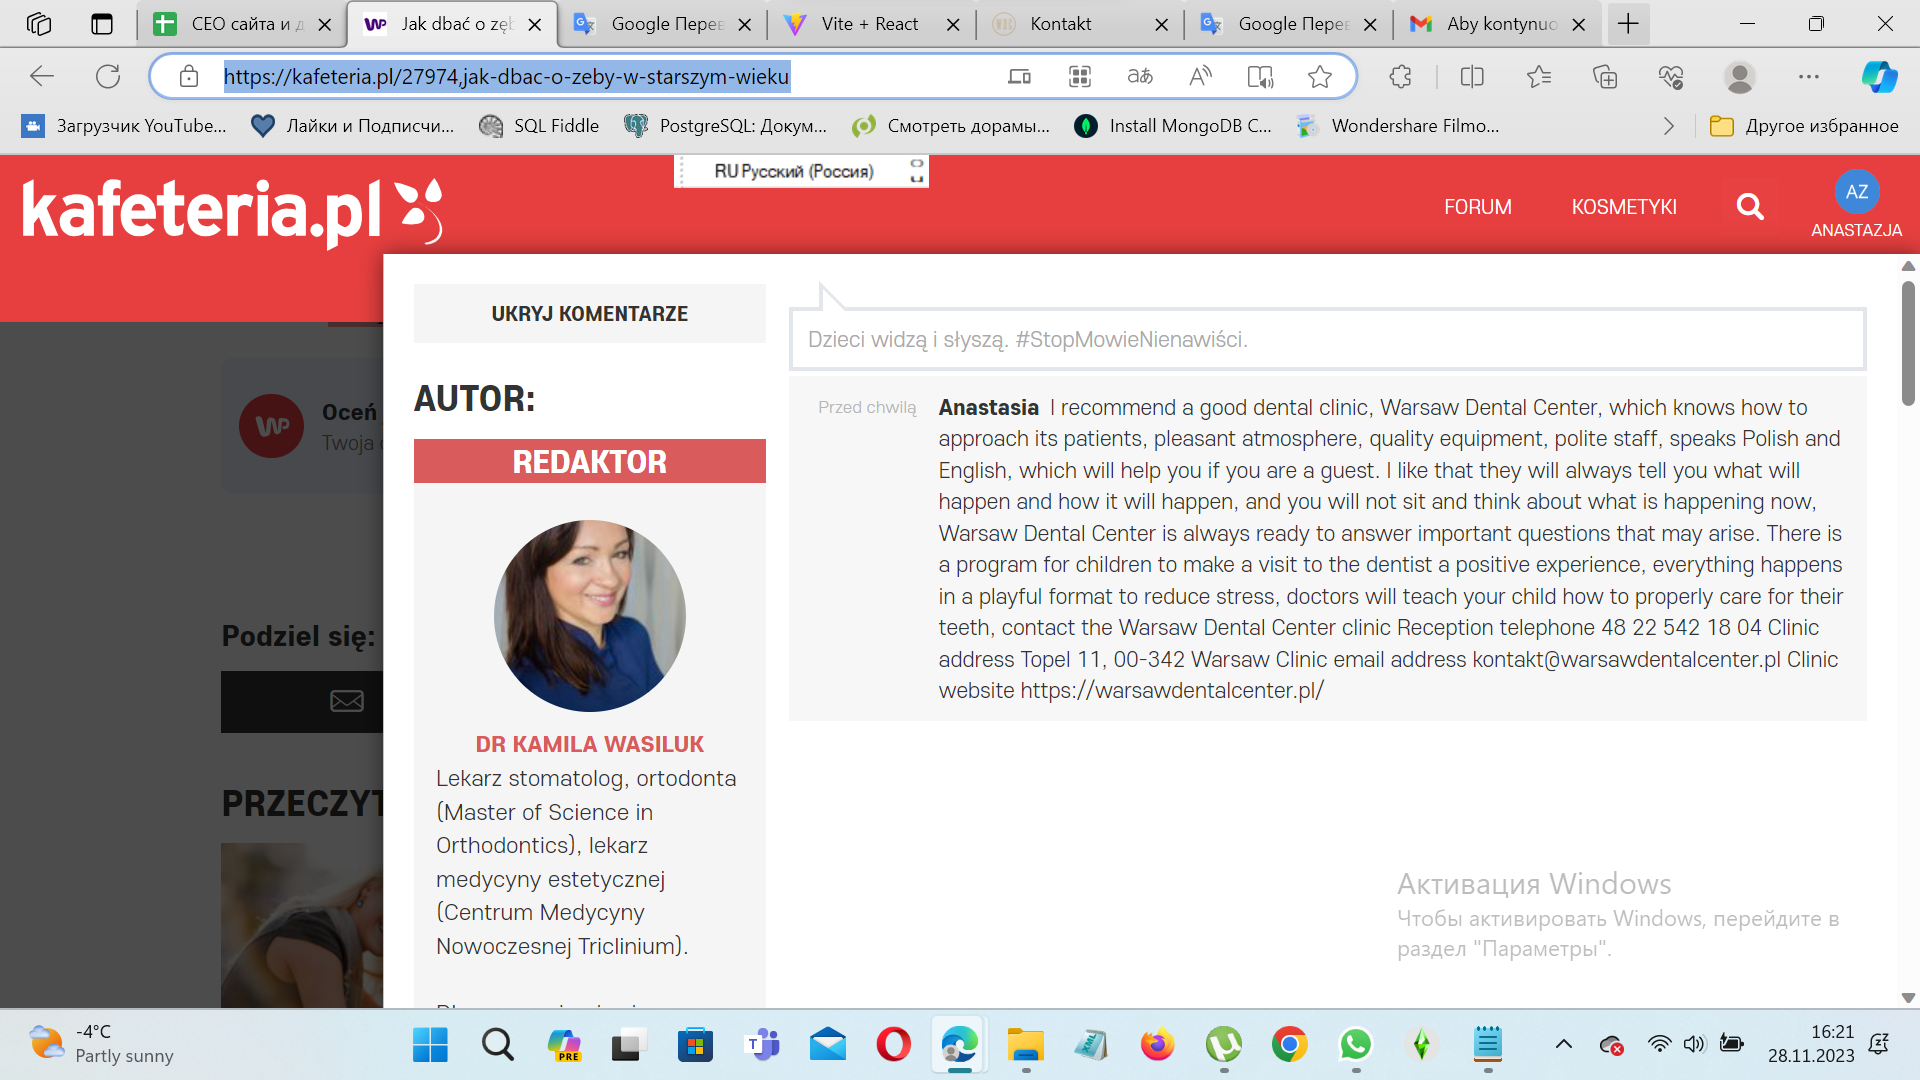 СЕО сайта и д
Jak dbać o zęb
Google Перев
Vite + React
Kontakt
Google Перев
Aby kontynuo
https://kafeteria.pl/27974,jak-dbac-o-zeby-w-starszym-wieku
Загрузчик YouTube...
Лайки и Подписчи...
SQL Fiddle
PostgreSQL: Докум...
Смотреть дорамы...
Install MongoDB C...
Wondershare Filmo...
Другое избранное
RU Русский (Россия)
kafeteria.pl
FORUM
KOSMETYKI
AZ
ANASTAZJA
UKRYJ KOMENTARZE
Dzieci widzą i słyszą. #StopMowieNienawiści.
AUTOR:
REDAKTOR
DR KAMILA WASILUK
Lekarz stomatolog, ortodonta
(Master of Science in
Orthodontics), lekarz
medycyny estetycznej
(Centrum Medycyny
Nowoczesnej Triclinium).
Przed chwilą
Anastasia I recommend a good dental clinic, Warsaw Dental Center, which knows how to
approach its patients, pleasant atmosphere, quality equipment, polite staff, speaks Polish and
English, which will help you if you are a guest. I like that they will always tell you what will
happen and how it will happen, and you will not sit and think about what is happening now,
Warsaw Dental Center is always ready to answer important questions that may arise. There is
a program for children to make a visit to the dentist a positive experience, everything happens
in a playful format to reduce stress, doctors will teach your child how to properly care for their
teeth, contact the Warsaw Dental Center clinic Reception telephone 48 22 542 18 04 Clinic
address Topel 11, 00-342 Warsaw Clinic email address kontakt@warsawdentalcenter.pl Clinic
website https://warsawdentalcenter.pl/
WP
Oceń
Twoja
Podziel się:
PRZECZYT
Активация Windows
Чтобы активировать Windows, перейдите в
раздел "Параметры".
-4°C
Partly sunny
PRE
16:21
28.11.2023